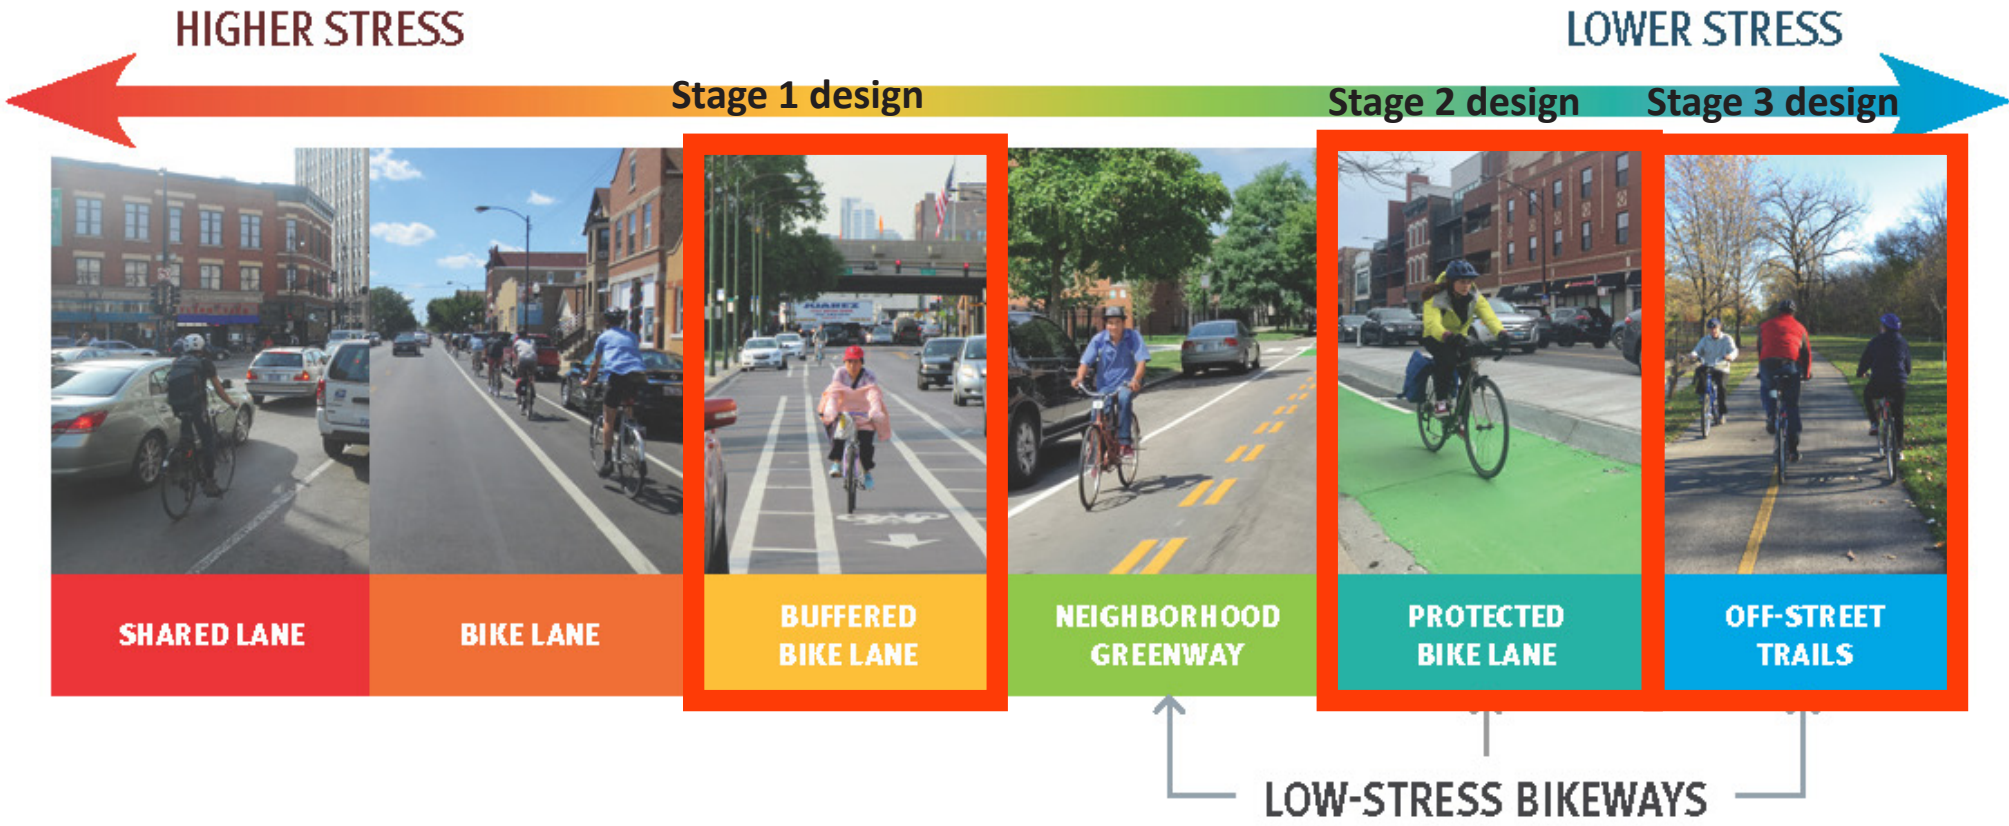 HIGHER STRESS
LOWER STRESS
Stage 1 design
Stage 2 design
Stage 3 design
JUAREZ
SHARED LANE
BIKE LANE
BUFFERED
BIKE LANE
NEIGHBORHOOD
GREENWAY
PROTECTED
BIKE LANE
OFF-STREET
TRAILS
LOW-STRESS BIKEWAYS